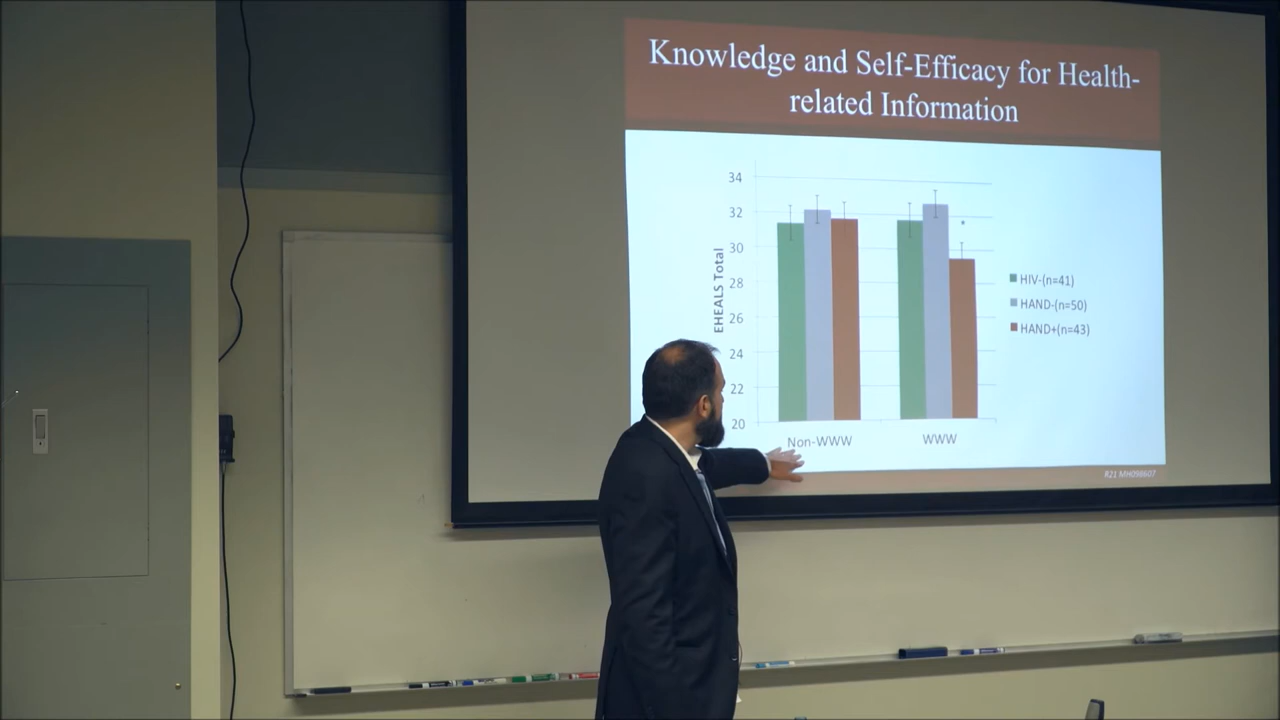 Knowledge and Self-Efficacy for Health-
related Information
34
32
30
28
26
24
22
20
EHEALS Total
Non-WWW
WWW
HIV-(n=41)
HAND-(n=50)
HAND+(n=43)
R21 MH098607